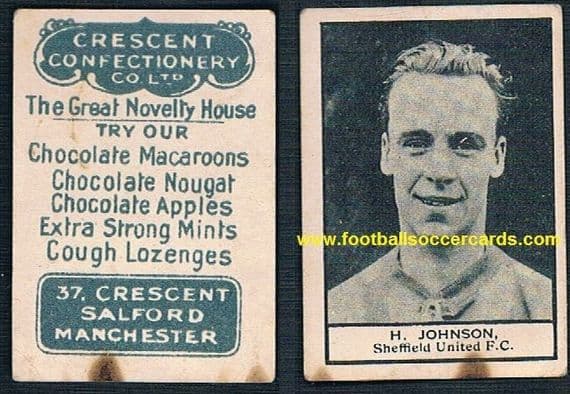 CRESCENT
CONFECTIONERY
CO. LTD
The Great Novelty House
TRY OUR
Chocolate Macaroons
Chocolate Nougat
Chocolate Apples
Extra Strong Mints
Cough Lozenges
37, CRESCENT
SALFORD
MANCHESTER
www.footballsoccercards.com
H. JOHNSON,
Sheffield United F.C.